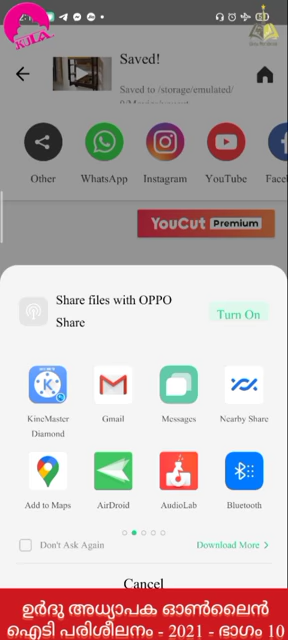 Saved!
Saved to /storage/emulated/
Other
WhatsApp
Instagram
YouTube
Faceb
YouCut Premium
Share files with OPPO
Share
Turn On
KineMaster
Diamond
Gmail
Messages
Nearby Share
Add to Maps
AirDroid
AudioLab
Bluetooth
Don't Ask Again
Download More >
Cancel
ഉർദു അധ്യാപക ഓൺലൈൻ
ഐടി പരിശീലനം - 2021 - ഭാഗം 10